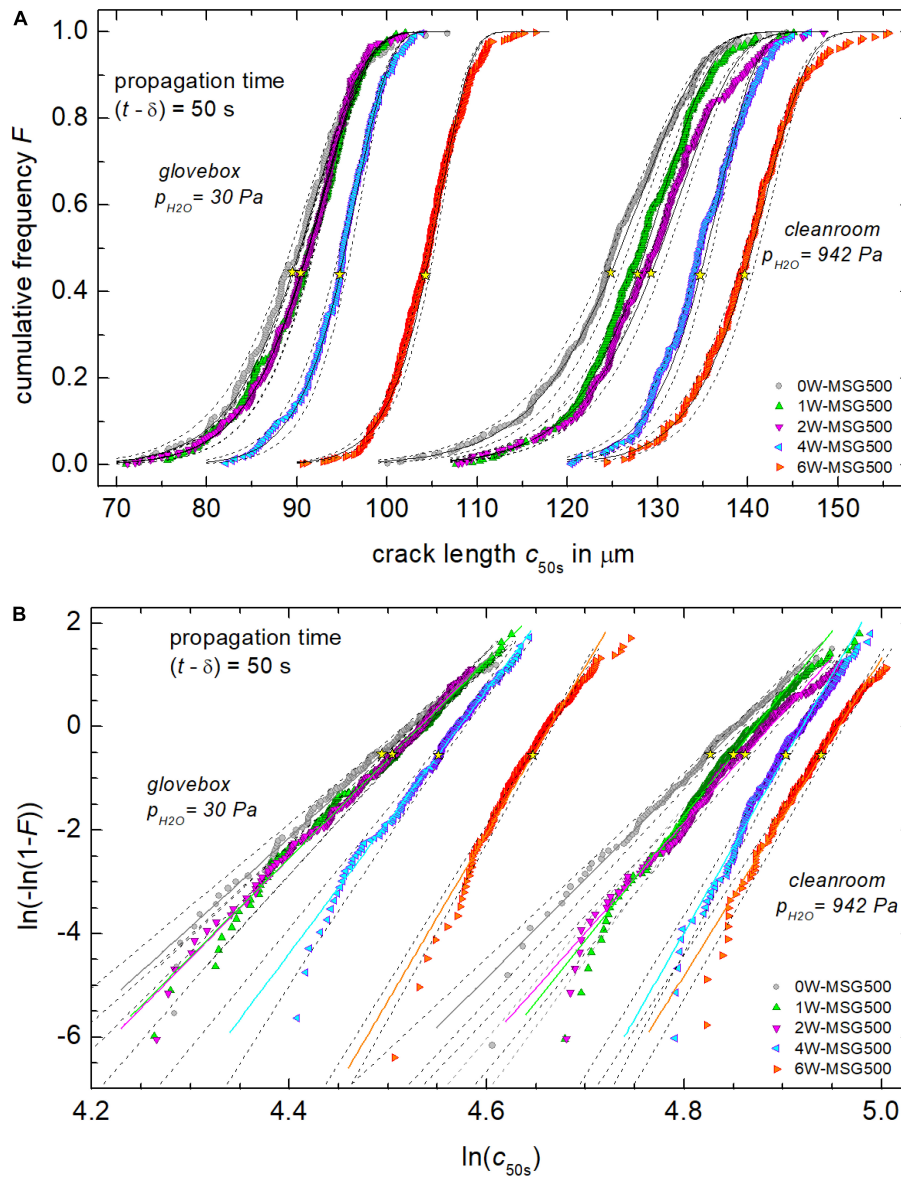 A
1.0
propagation time
(t - δ) = 50 s
0.8
glovebox
pH2O = 30 Pa
0.6
cleanroom
pH2O = 942 Pa
cumulative frequency F
0.4
0W-MSG500
1W-MSG500
0.2
2W-MSG500
4W-MSG500
6W-MSG500
0.0
70 80 90 100 110 120 130 140 150
crack length c50s in μm
B
2
propagation time
(t - δ) = 50 s
0
glovebox
pH2O = 30 Pa
-2
ln(-ln(1-F))
cleanroom
pH2O = 942 Pa
-4
0W-MSG500
1W-MSG500
2W-MSG500
4W-MSG500
-6
6W-MSG500
4.2 4.4 4.6 4.8 5.0
ln(c50s)